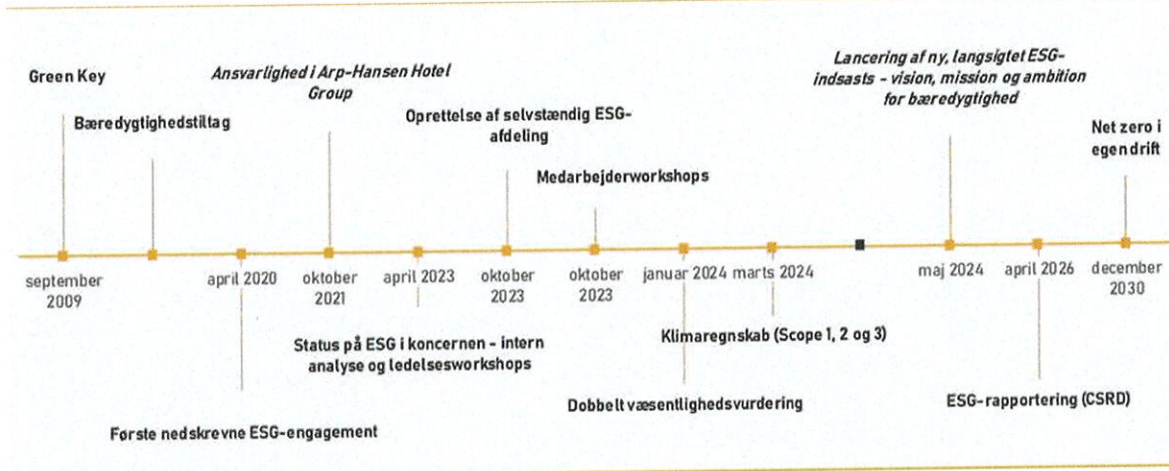 Green Key
Bæredygtighedstiltag
Ansvarlighed i Arp-Hansen Hotel
Group
Oprettelse af selvstændig ESG-
afdeling
Medarbejderworkshops
Lancering af ny, langsigtet ESG-
indsasts - vision, mission og ambition
for bæredygtighed
Net zero i
egen drift
september
2009
april 2020
oktober
2021
april 2023
oktober
2023
oktober
2023
januar 2024
marts 2024
maj 2024
april 2026
december
2030
Status på ESG i koncernen - intern
analyse og ledelsesworkshops
Klimaregnskab (Scope 1, 2 og 3)
Dobbelt væsentlighedsvurdering
ESG-rapportering (CSRD)
Første nedskrevne ESG-engagement